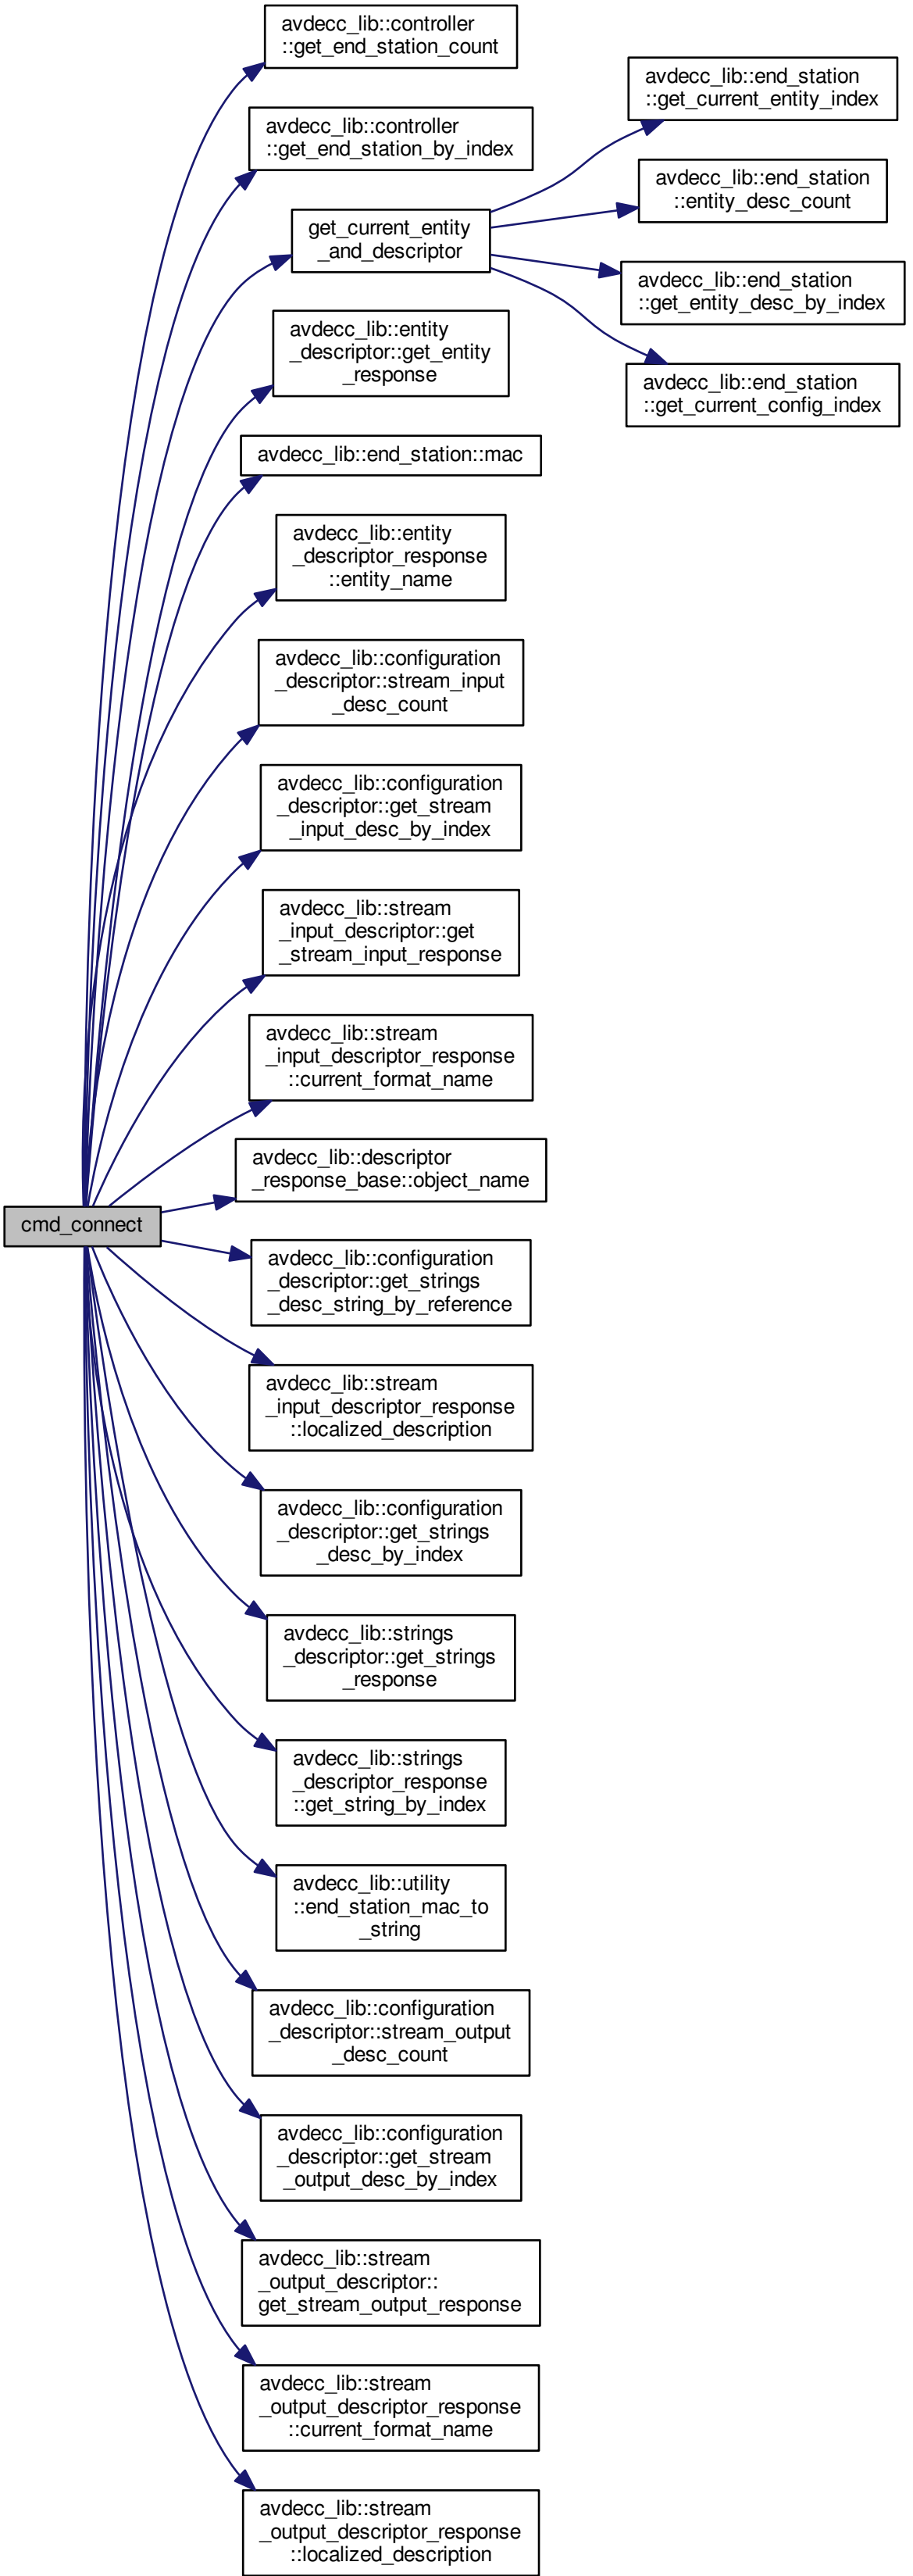 avdecc_lib::controller
::get_end_station_count
avdecc_lib::controller
::get_end_station_by_index
get_current_entity
_and_descriptor
avdecc_lib::end_station
::get_current_entity_index
avdecc_lib::end_station
::entity_desc_count
avdecc_lib::end_station
::get_entity_desc_by_index
avdecc_lib::end_station
::get_current_config_index
avdecc_lib::entity
_descriptor::get_entity
_response
avdecc_lib::end_station::mac
avdecc_lib::entity
_descriptor_response
::entity_name
avdecc_lib::configuration
_descriptor::stream_input
_desc_count
avdecc_lib::configuration
_descriptor::get_stream
_input_desc_by_index
avdecc_lib::stream
_input_descriptor::get
_stream_input_response
avdecc_lib::stream
_input_descriptor_response
::current_format_name
avdecc_lib::descriptor
_response_base::object_name
cmd_connect
avdecc_lib::configuration
_descriptor::get_strings
_desc_string_by_reference
avdecc_lib::stream
_input_descriptor_response
::localized_description
avdecc_lib::configuration
_descriptor::get_strings
_desc_by_index
avdecc_lib::strings
_descriptor::get_strings
_response
avdecc_lib::strings
_descriptor_response
::get_string_by_index
avdecc_lib::utility
::end_station_mac_to
_string
avdecc_lib::configuration
_descriptor::stream_output
_desc_count
avdecc_lib::configuration
_descriptor::get_stream
_output_desc_by_index
avdecc_lib::stream
_output_descriptor::
get_stream_output_response
avdecc_lib::stream
_output_descriptor_response
::current_format_name
avdecc_lib::stream
_output_descriptor_response
::localized_description